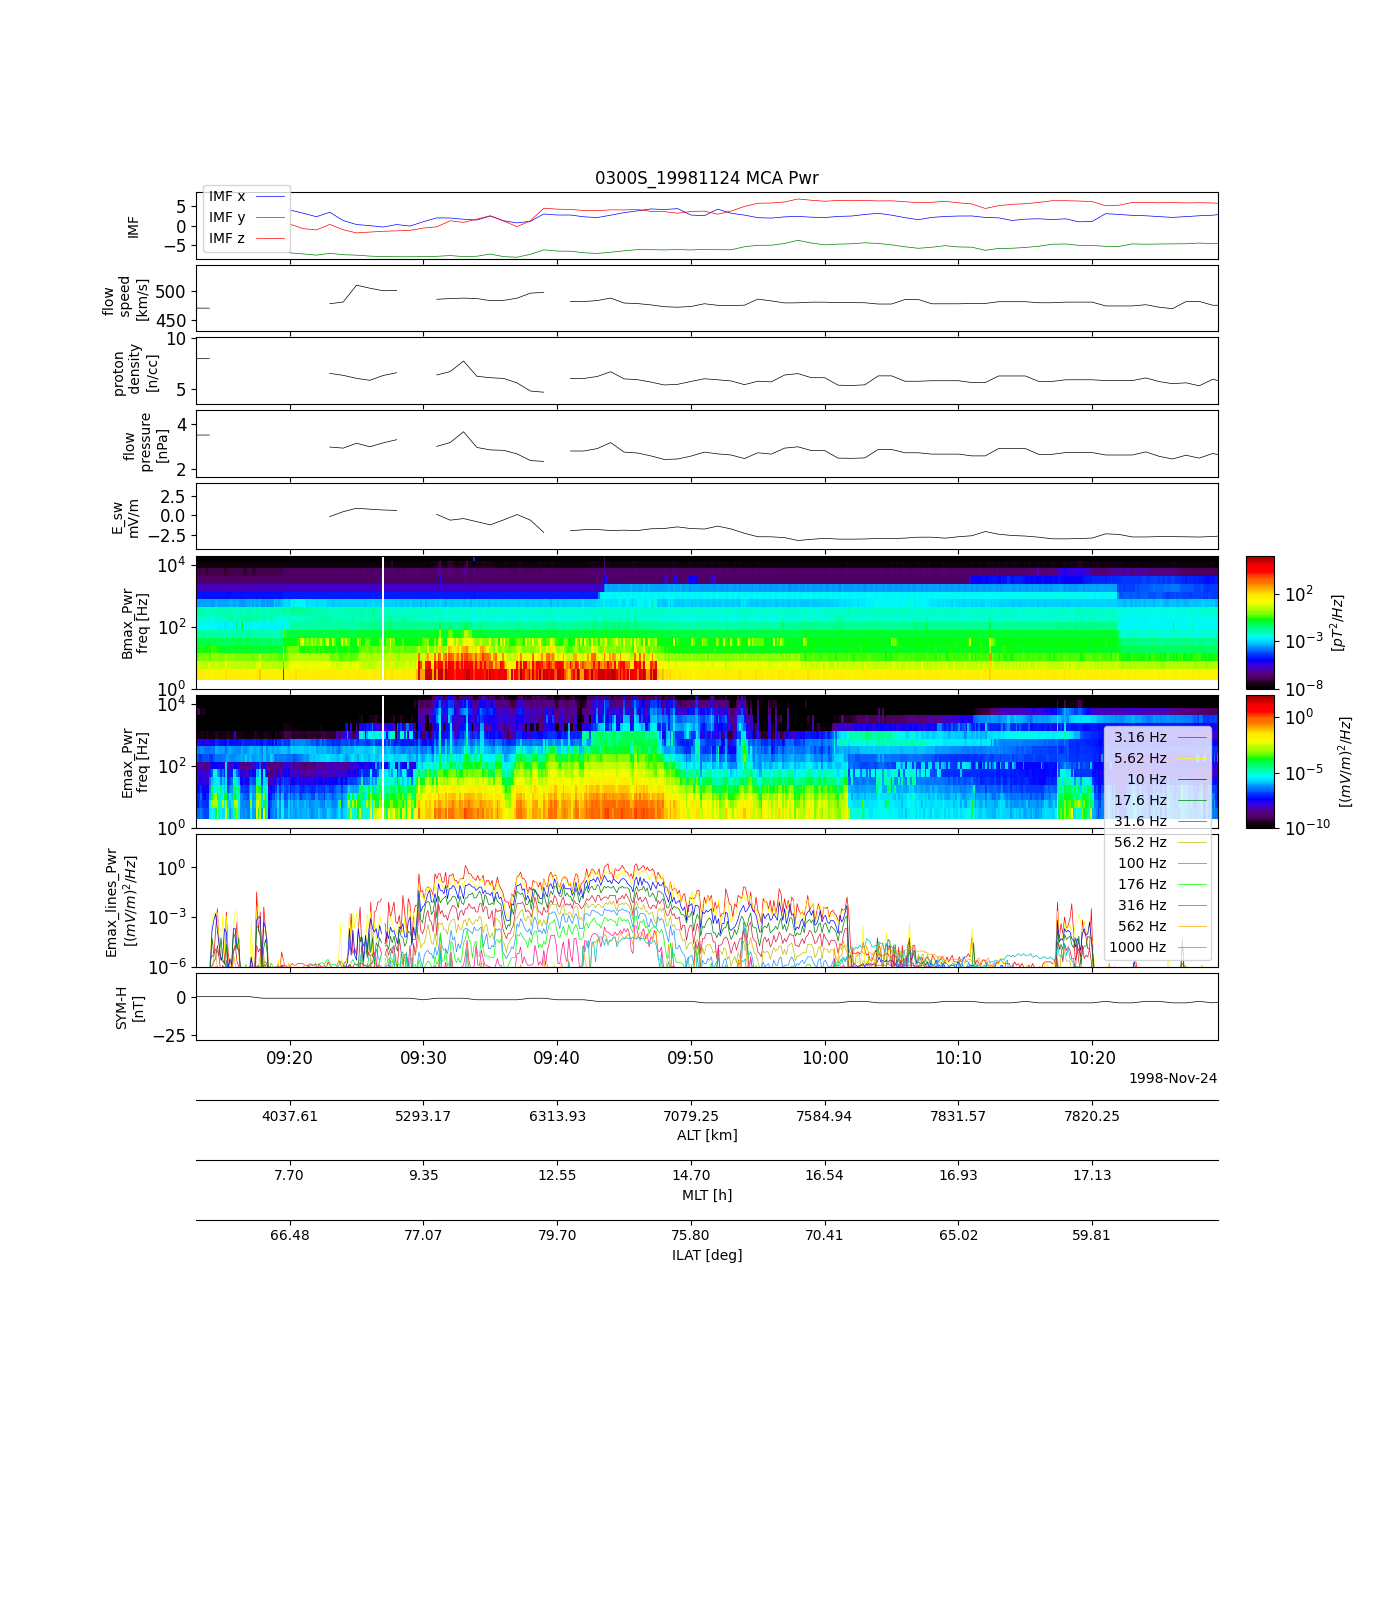 0300S_19981124 MCA Pwr
IMF x
IMF y
IMF z
5
0
−5
IMF
500
450
flow
speed
[km/s]
10
5
proton
density
[n/cc]
4
2
flow
pressure
[nPa]
2.5
0.0
−2.5
E_sw
mV/m
10^4
10^2
10^0
Bmax_Pwr
freq [Hz]
10^2
10^−3
10^−8
[pT^2/Hz]
10^4
10^2
10^0
Emax_Pwr
freq [Hz]
10^0
10^−5
10^−10
[(mV/m)^2/Hz]
3.16 Hz
5.62 Hz
10 Hz
17.6 Hz
31.6 Hz
56.2 Hz
100 Hz
176 Hz
316 Hz
562 Hz
1000 Hz
10^0
10^−3
10^−6
Emax_lines_Pwr
[(mV/m)^2/Hz]
0
−25
SYM-H
[nT]
09:20 09:30 09:40 09:50 10:00 10:10 10:20
1998-Nov-24
4037.61 5293.17 6313.93 7079.25 7584.94 7831.57 7820.25
ALT [km]
7.70 9.35 12.55 14.70 16.54 16.93 17.13
MLT [h]
66.48 77.07 79.70 75.80 70.41 65.02 59.81
ILAT [deg]